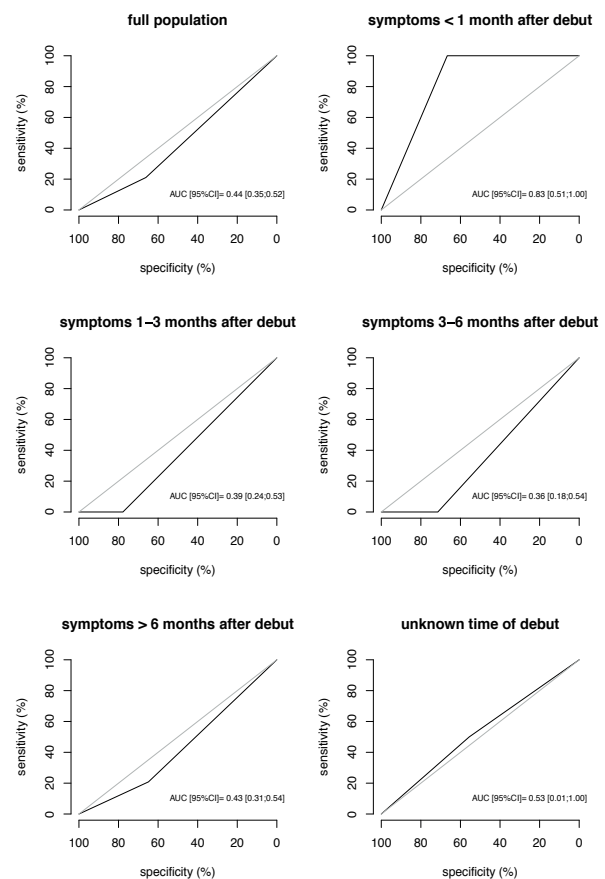 full population
sensitivity (%)
0 20 40 60 80 100
AUC [95%CI]= 0.44 [0.35;0.52]
100 80 60 40 20 0
specificity (%)
symptoms < 1 month after debut
sensitivity (%)
0 20 40 60 80 100
AUC [95%CI]= 0.83 [0.51;1.00]
100 80 60 40 20 0
specificity (%)
symptoms 1–3 months after debut
sensitivity (%)
0 20 40 60 80 100
AUC [95%CI]= 0.39 [0.24;0.53]
100 80 60 40 20 0
specificity (%)
symptoms 3–6 months after debut
sensitivity (%)
0 20 40 60 80 100
AUC [95%CI]= 0.36 [0.18;0.54]
100 80 60 40 20 0
specificity (%)
symptoms > 6 months after debut
sensitivity (%)
0 20 40 60 80 100
AUC [95%CI]= 0.43 [0.31;0.54]
100 80 60 40 20 0
specificity (%)
unknown time of debut
sensitivity (%)
0 20 40 60 80 100
AUC [95%CI]= 0.53 [0.01;1.00]
100 80 60 40 20 0
specificity (%)